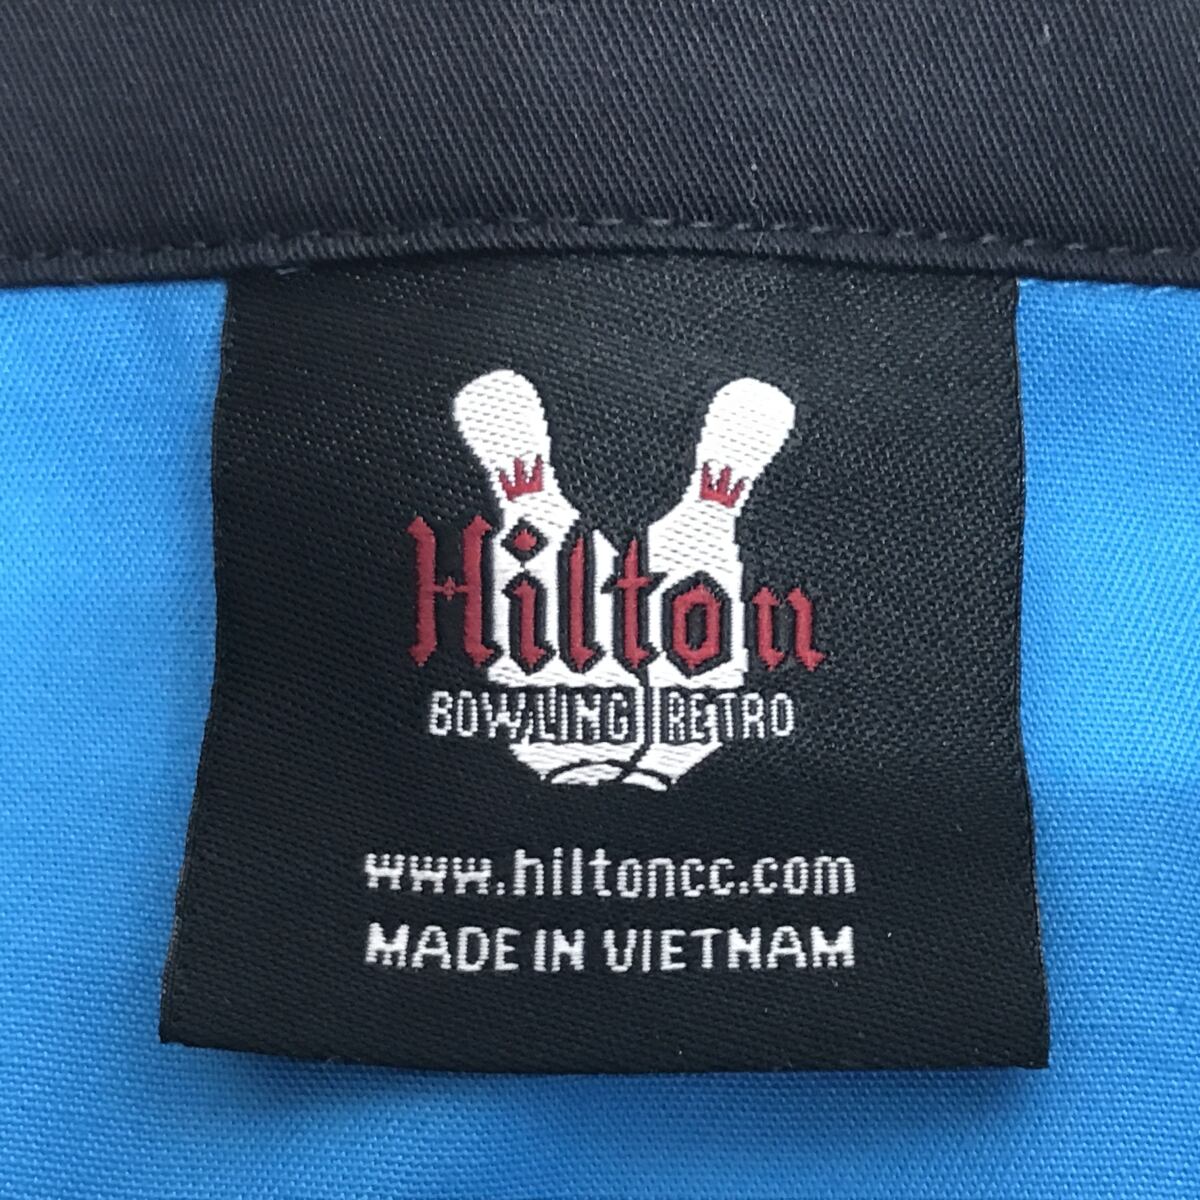 Hilton
BOWLING RETRO
www.hiltoncc.com
MADE IN VIETNAM